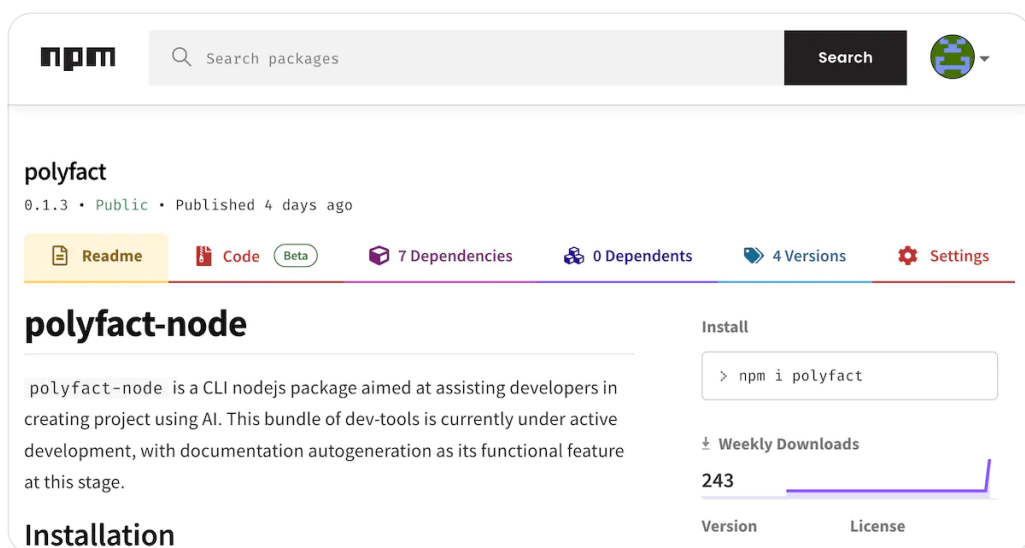 npm
Search packages
Search
polyfact
0.1.3 • Public • Published 4 days ago
Readme
Code Beta
7 Dependencies
0 Dependents
4 Versions
Settings
polyfact-node
polyfact-node is a CLI nodejs package aimed at assisting developers in
creating project using AI. This bundle of dev-tools is currently under active
development, with documentation autogeneration as its functional feature
at this stage.
Installation
Install
> npm i polyfact
Weekly Downloads
243
Version
License